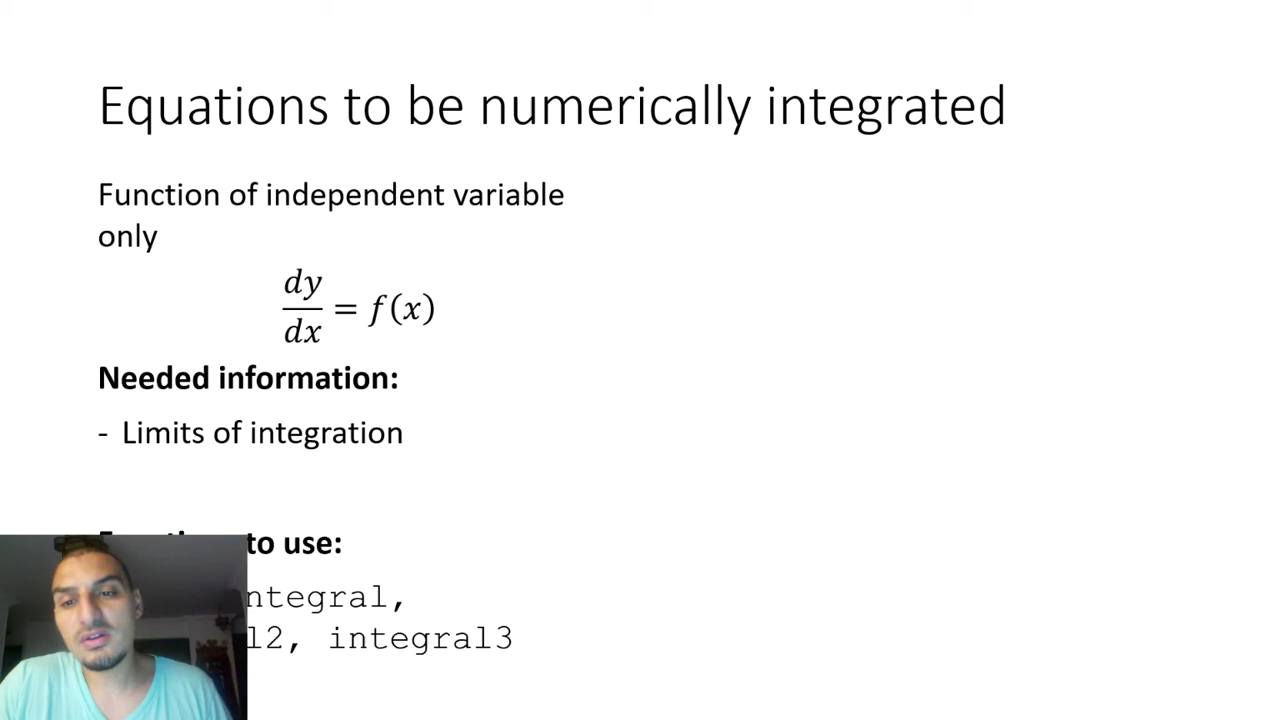 Equations to be numerically integrated
Function of independent variable
only
dy/dx = f(x)
Needed information:
- Limits of integration
to use:
ntegral,
l2, integral3